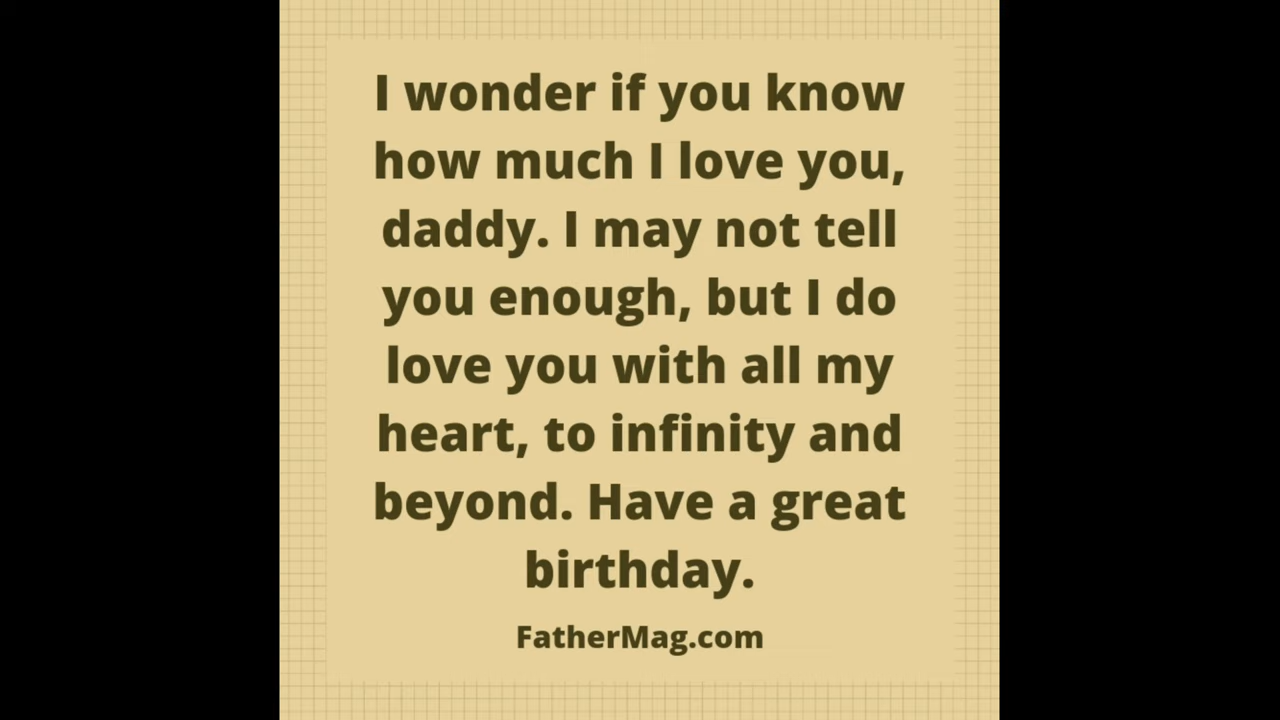 I wonder if you know
how much I love you,
daddy. I may not tell
you enough, but I do
love you with all my
heart, to infinity and
beyond. Have a great
birthday.
FatherMag.com